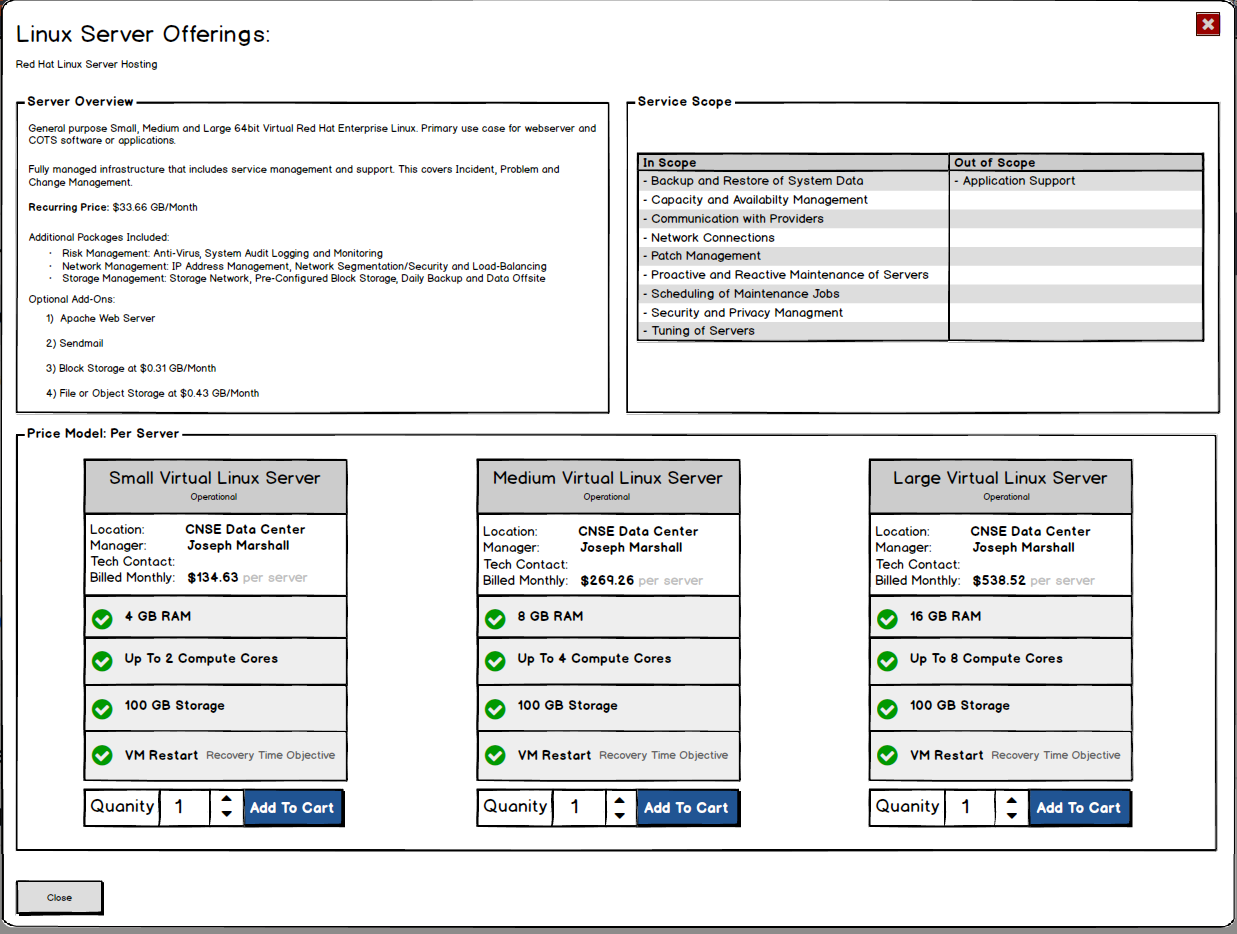 Linux Server Offerings:
Red Hat Linux Server Hosting
Server Overview
General purpose Small, Medium and Large 64bit Virtual Red Hat Enterprise Linux. Primary use case for webserver and
COTS software or applications.
Fully managed infrastructure that includes service management and support. This covers Incident, Problem and
Change Management.
Recurring Price: $33.66 GB/Month
Additional Packages Included:
· Risk Management: Anti-Virus, System Audit Logging and Monitoring
· Network Management: IP Address Management, Network Segmentation/Security and Load-Balancing
· Storage Management: Storage Network, Pre-Configured Block Storage, Daily Backup and Data Offsite
Optional Add-Ons:
1) Apache Web Server
2) Sendmail
3) Block Storage at $0.31 GB/Month
4) File or Object Storage at $0.43 GB/Month
Service Scope
In Scope Out of Scope
- Backup and Restore of System Data - Application Support
- Capacity and Availabilty Management
- Communication with Providers
- Network Connections
- Patch Management
- Proactive and Reactive Maintenance of Servers
- Scheduling of Maintenance Jobs
- Security and Privacy Managment
- Tuning of Servers
Price Model: Per Server
Small Virtual Linux Server
Operational
Location: CNSE Data Center
Manager: Joseph Marshall
Tech Contact:
Billed Monthly: $134.63 per server
4 GB RAM
Up To 2 Compute Cores
100 GB Storage
VM Restart Recovery Time Objective
Quanity 1 Add To Cart
Medium Virtual Linux Server
Operational
Location: CNSE Data Center
Manager: Joseph Marshall
Tech Contact:
Billed Monthly: $269.26 per server
8 GB RAM
Up To 4 Compute Cores
100 GB Storage
VM Restart Recovery Time Objective
Quanity 1 Add To Cart
Large Virtual Linux Server
Operational
Location: CNSE Data Center
Manager: Joseph Marshall
Tech Contact:
Billed Monthly: $538.52 per server
16 GB RAM
Up To 8 Compute Cores
100 GB Storage
VM Restart Recovery Time Objective
Quanity 1 Add To Cart
Close